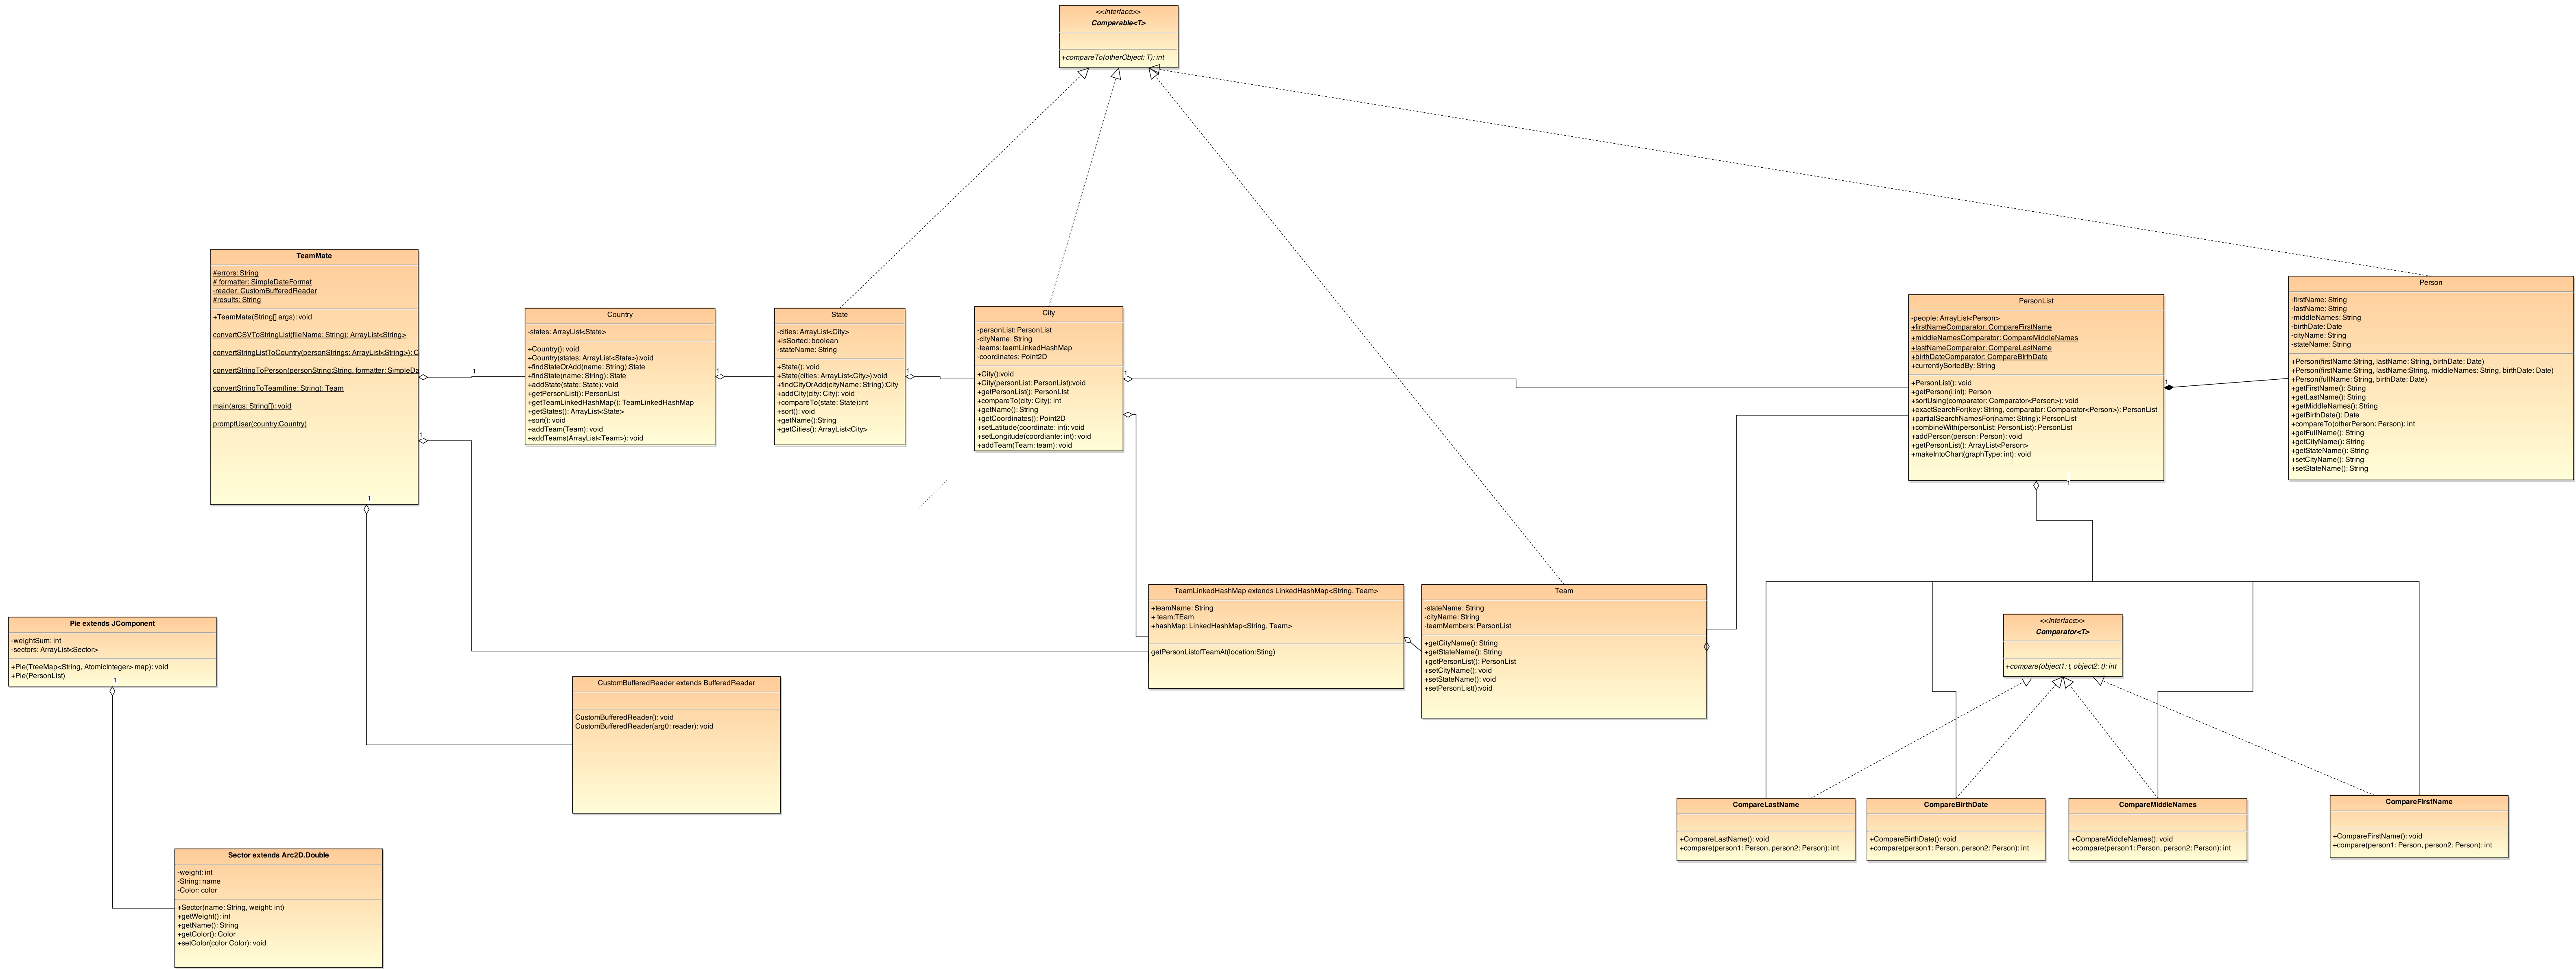 <<Interface>>
Comparable<T>
+compareTo(otherObject: T): int
TeamMate
#errors: String
# formatter: SimpleDateFormat
-reader: CustomBufferedReader
#results: String
+TeamMate(String[] args): void
convertCSVToStringList(fileName: String): ArrayList<String>
convertStringListToCountry(personStrings: ArrayList<String>): C
convertStringToPerson(personString:String, formatter: SimpleDa
convertStringToTeam(line: String): Team
main(args: String[]): void
promptUser(country:Country)
1
1
1
Country
-states: ArrayList<State>
+Country(): void
+Country(states: ArrayList<State>):void
+findStateOrAdd(name: String):State
+findState(name: String): State
+addState(state: State): void
+getPersonList(): PersonList
+getTeamLinkedHashMap(): TeamLinkedHashMap
+getStates(): ArrayList<State>
+sort(): void
+addTeam(Team): void
+addTeams(ArrayList<Team>): void
1
State
-cities: ArrayList<City>
+isSorted: boolean
-stateName: String
+State(): void
+State(cities: ArrayList<City>):void
+findCityOrAdd(cityName: String):City
+addCity(city: City): void
+compareTo(state: State):int
+sort(): void
+getName():String
+getCities(): ArrayList<City>
1
City
-personList: PersonList
-cityName: String
-teams: teamLinkedHashMap
-coordinates: Point2D
+City():void
+City(personList: PersonList):void
+getPersonList(): PersonList
+compareTo(city: City): int
+getName(): String
+getCoordinates(): Point2D
+setLatitude(coordinate: int): void
+setLongitude(coordiante: int): void
+addTeam(Team: team): void
1
PersonList
-people: ArrayList<Person>
+firstNameComparator: CompareFirstName
+middleNamesComparator: CompareMiddleNames
+lastNameComparator: CompareLastName
+birthDateComparator: CompareBIrthDate
+currentlySortedBy: String
+PersonList(): void
+getPerson(i:int): Person
+sortUsing(comparator: Comparator<Person>): void
+exactSearchFor(key: String, comparator: Comparator<Person>): PersonList
+partialSearchNamesFor(name: String): PersonList
+combineWith(personList: PersonList): PersonList
+addPerson(person: Person): void
+getPersonList(): ArrayList<Person>
+makeIntoChart(graphType: int): void
1
1
Person
-firstName: String
-lastName: String
-middleNames: String
-birthDate: Date
-cityName: String
-stateName: String
+Person(firstName:String, lastName: String, birthDate: Date)
+Person(firstName:String, lastName:String, middleNames: String, birthDate: Date)
+Person(fullName: String, birthDate: Date)
+getFirstName(): String
+getLastName(): String
+getMiddleNames(): String
+getBirthDate(): Date
+compareTo(otherPerson: Person): int
+getFullName(): String
+getCityName(): String
+getStateName(): String
+setCityName(): String
+setStateName(): String
TeamLinkedHashMap extends LinkedHashMap<String, Team>
+teamName: String
+ team:TEam
+hashMap: LinkedHashMap<String, Team>
getPersonListofTeamAt(location:Sting)
Team
-stateName: String
-cityName: String
-teamMembers: PersonList
+getCityName(): String
+getStateName(): String
+getPersonList(): PersonList
+setCityName(): void
+setStateName(): void
+setPersonList():void
<<Interface>>
Comparator<T>
+compare(object1: t, object2: t): int
Pie extends JComponent
-weightSum: int
-sectors: ArrayList<Sector>
+Pie(TreeMap<String, AtomicInteger> map): void
+Pie(PersonList)
1
CustomBufferedReader extends BufferedReader
CustomBufferedReader(): void
CustomBufferedReader(arg0: reader): void
CompareLastName
+CompareLastName(): void
+compare(person1: Person, person2: Person): int
CompareBirthDate
+CompareBirthDate(): void
+compare(person1: Person, person2: Person): int
CompareMiddleNames
+CompareMiddleNames(): void
+compare(person1: Person, person2: Person): int
CompareFirstName
+CompareFirstName(): void
+compare(person1: Person, person2: Person): int
Sector extends Arc2D.Double
-weight: int
-String: name
-Color: color
+Sector(name: String, weight: int)
+getWeight(): int
+getName(): String
+getColor(): Color
+setColor(color Color): void